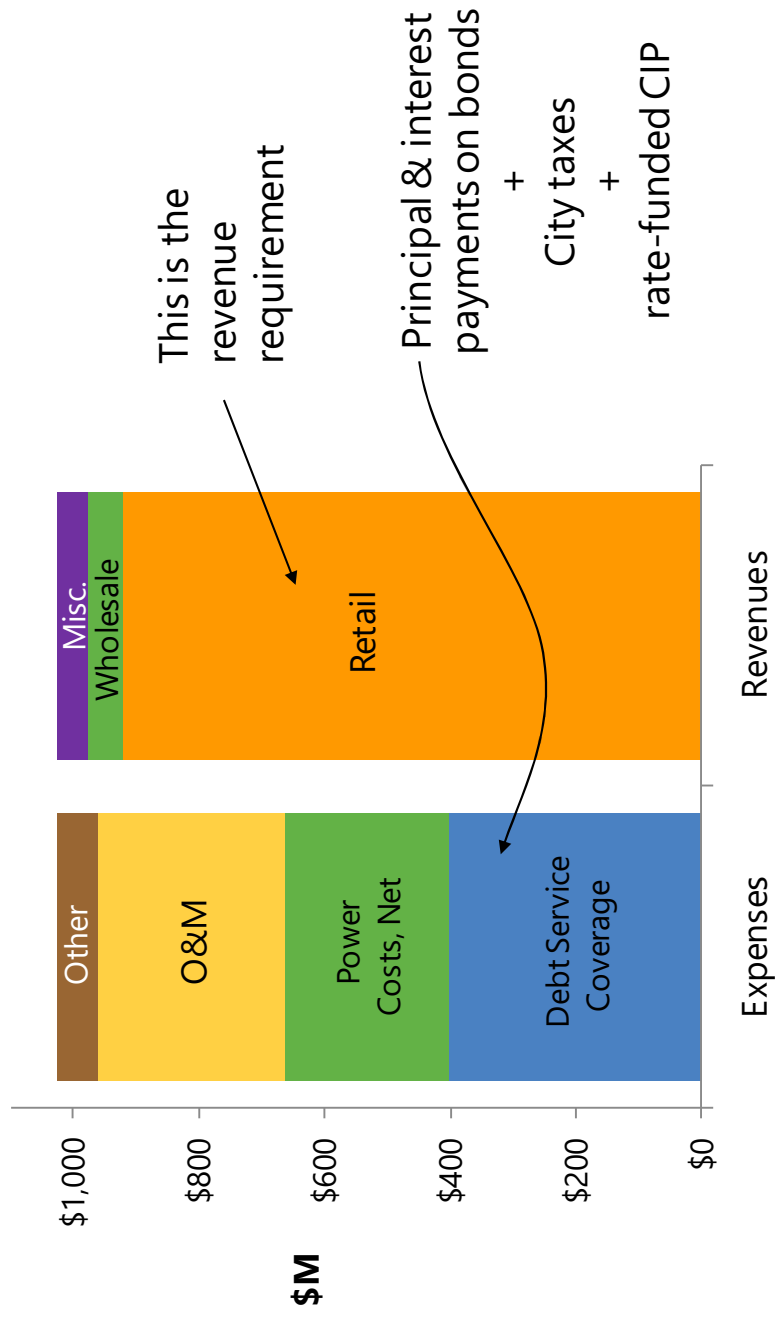 $M
$1,000
$800
$600
$400
$200
$0
Other
O&M
Power
Costs, Net
Debt Service
Coverage
Expenses
Misc.
Wholesale
Retail
Revenues
This is the
revenue
requirement
Principal & interest
payments on bonds
+
City taxes
+
rate-funded CIP